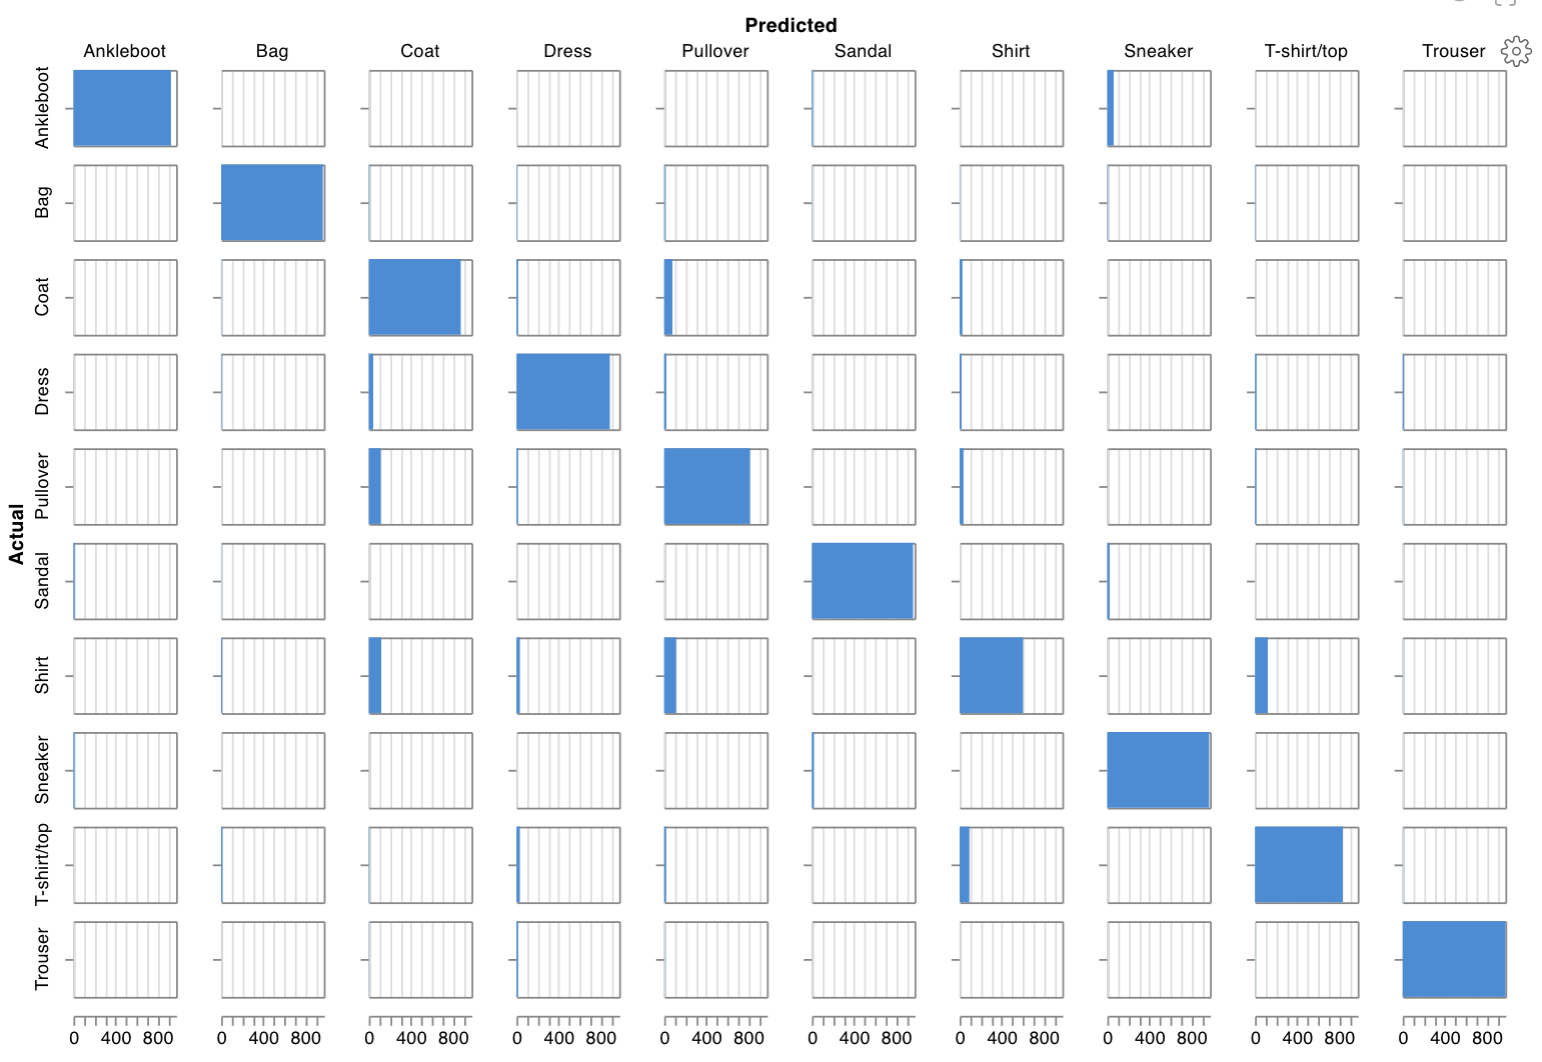 Predicted
Ankleboot Bag Coat Dress Pullover Sandal Shirt Sneaker T-shirt/top Trouser
Actual
Ankleboot
Bag
Coat
Dress
Pullover
Sandal
Shirt
Sneaker
T-shirt/top
Trouser
0 400 800 0 400 800 0 400 800 0 400 800 0 400 800 0 400 800 0 400 800 0 400 800 0 400 800 0 400 800